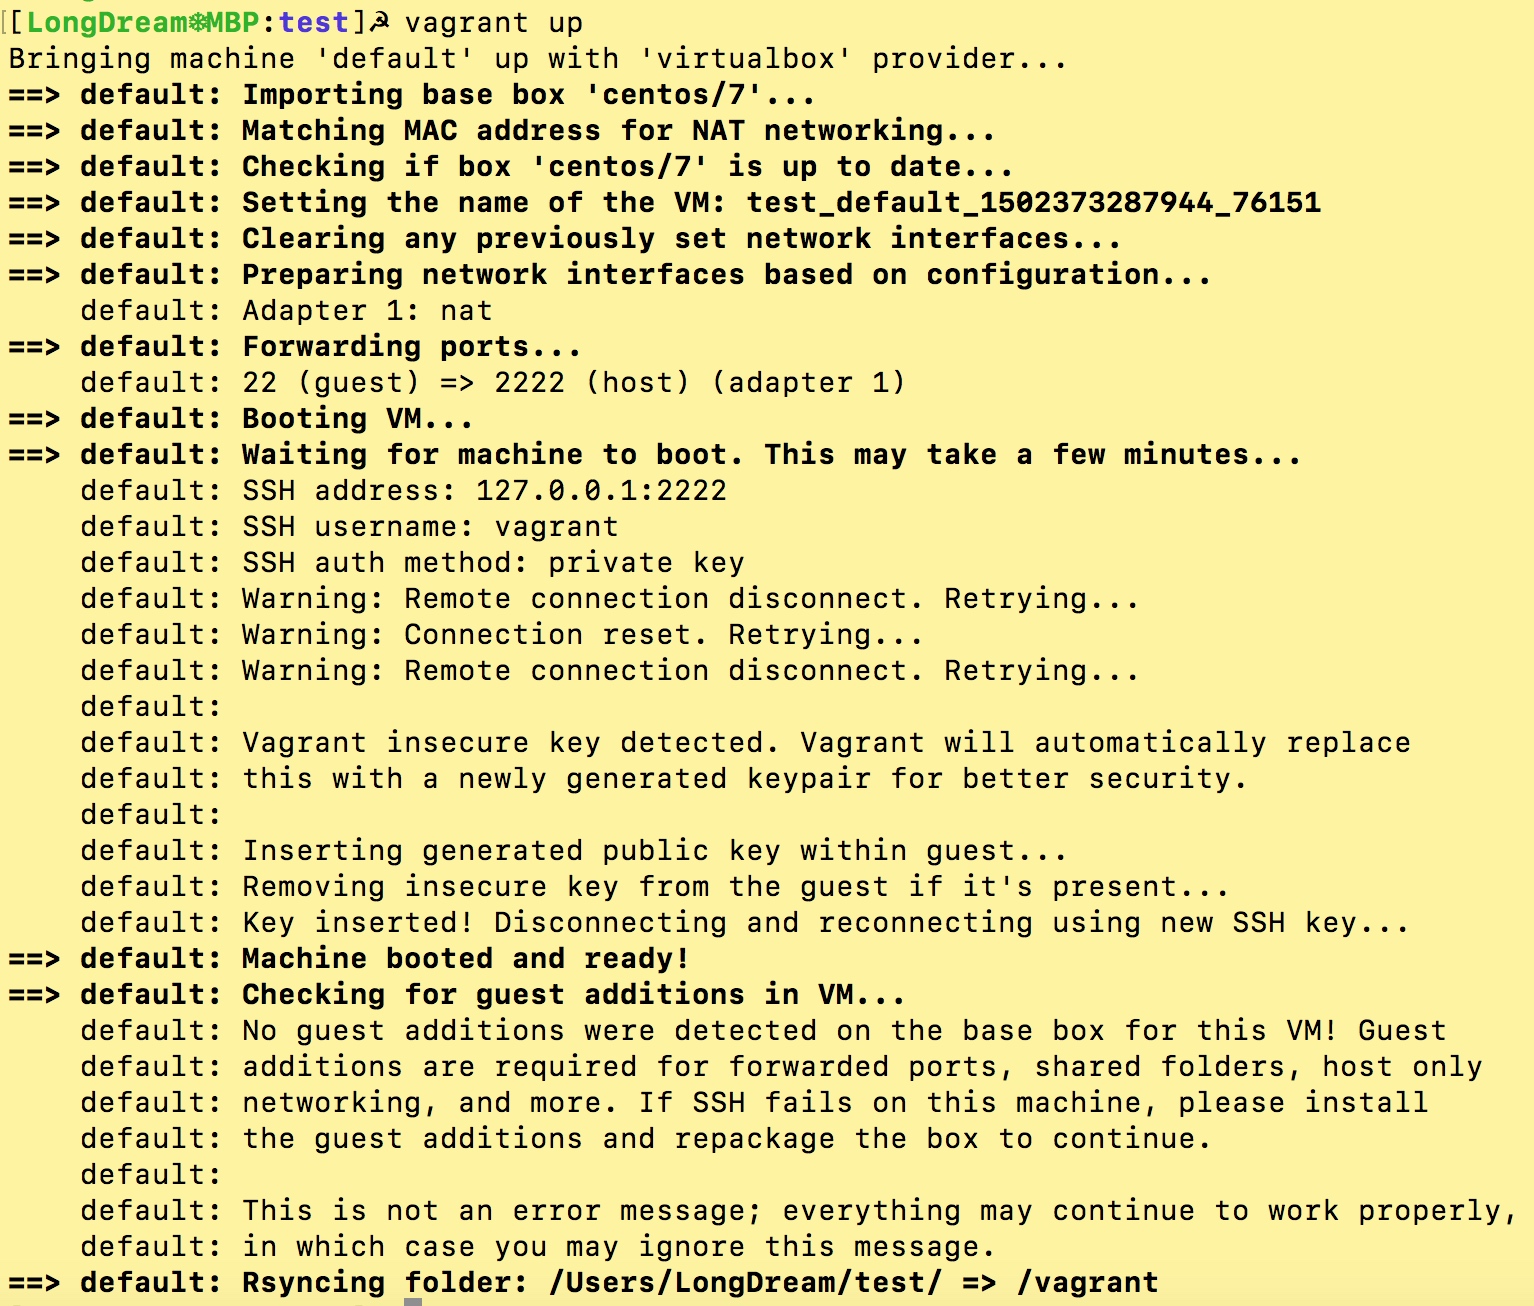 [[LongDream❄MBP:test]☭ vagrant up
Bringing machine 'default' up with 'virtualbox' provider...
==> default: Importing base box 'centos/7'...
==> default: Matching MAC address for NAT networking...
==> default: Checking if box 'centos/7' is up to date...
==> default: Setting the name of the VM: test_default_1502373287944_76151
==> default: Clearing any previously set network interfaces...
==> default: Preparing network interfaces based on configuration...
    default: Adapter 1: nat
==> default: Forwarding ports...
    default: 22 (guest) => 2222 (host) (adapter 1)
==> default: Booting VM...
==> default: Waiting for machine to boot. This may take a few minutes...
    default: SSH address: 127.0.0.1:2222
    default: SSH username: vagrant
    default: SSH auth method: private key
    default: Warning: Remote connection disconnect. Retrying...
    default: Warning: Connection reset. Retrying...
    default: Warning: Remote connection disconnect. Retrying...
    default:
    default: Vagrant insecure key detected. Vagrant will automatically replace
    default: this with a newly generated keypair for better security.
    default:
    default: Inserting generated public key within guest...
    default: Removing insecure key from the guest if it's present...
    default: Key inserted! Disconnecting and reconnecting using new SSH key...
==> default: Machine booted and ready!
==> default: Checking for guest additions in VM...
    default: No guest additions were detected on the base box for this VM! Guest
    default: additions are required for forwarded ports, shared folders, host only
    default: networking, and more. If SSH fails on this machine, please install
    default: the guest additions and repackage the box to continue.
    default:
    default: This is not an error message; everything may continue to work properly,
    default: in which case you may ignore this message.
==> default: Rsyncing folder: /Users/LongDream/test/ => /vagrant